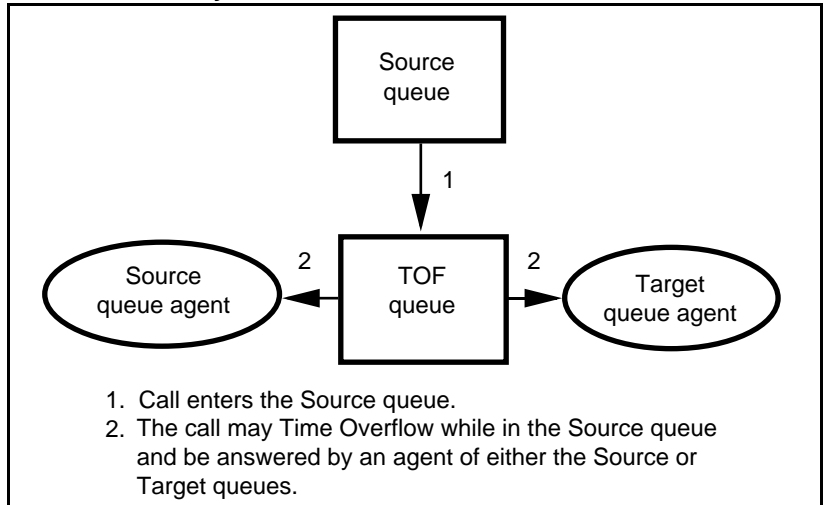 Source
queue
1
Source
queue agent
2
TOF
queue
2
Target
queue agent
1. Call enters the Source queue.
2. The call may Time Overflow while in the Source queue
and be answered by an agent of either the Source or
Target queues.